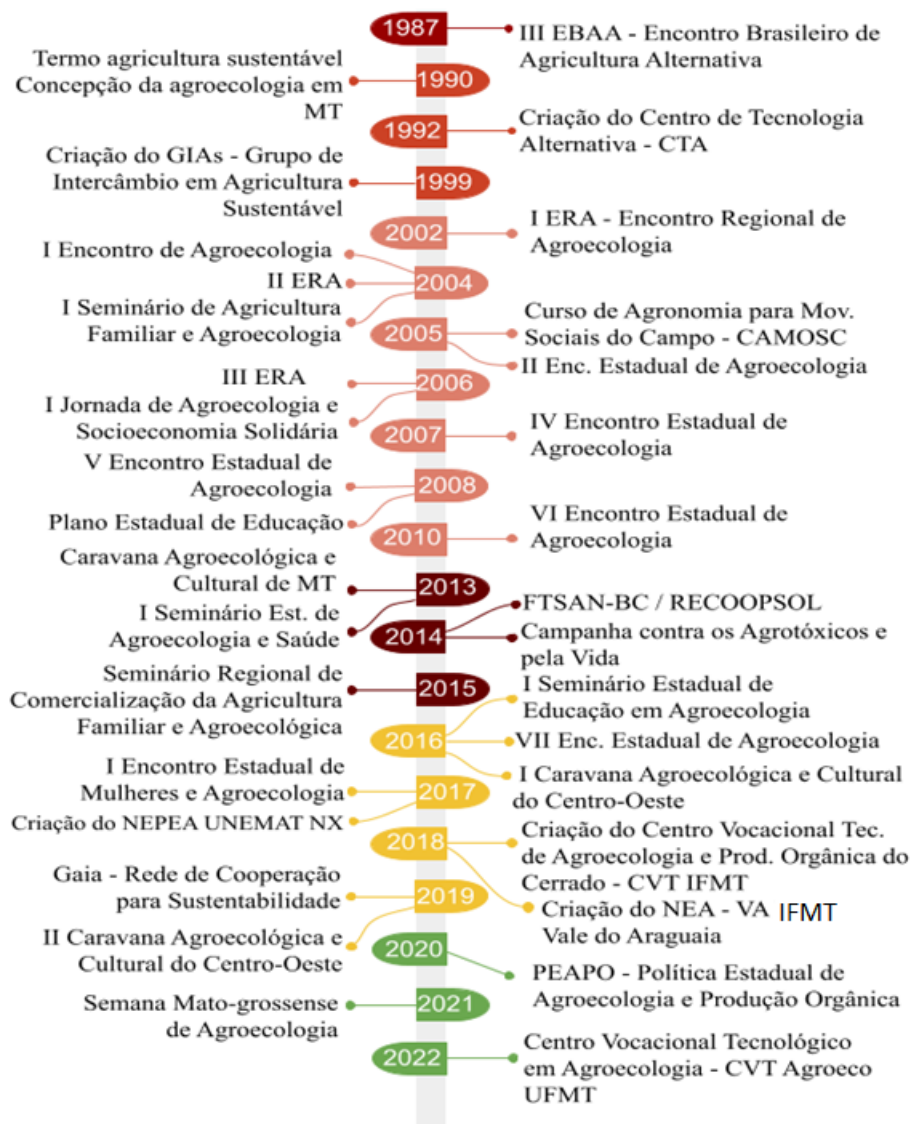 1987
III EBAA - Encontro Brasileiro de
Agricultura Alternativa
Termo agricultura sustentável
Concepção da agroecologia em
MT
1990
1992
Criação do Centro de Tecnologia
Alternativa - CTA
Criação do GIAs - Grupo de
Intercâmbio em Agricultura
Sustentável
1999
2002
I ERA - Encontro Regional de
Agroecologia
I Encontro de Agroecologia
II ERA
I Seminário de Agricultura
Familiar e Agroecologia
2004
2005
Curso de Agronomia para Mov.
Sociais do Campo - CAMOSC
II Enc. Estadual de Agroecologia
III ERA
I Jornada de Agroecologia e
Socioeconomia Solidária
2006
2007
IV Encontro Estadual de
Agroecologia
V Encontro Estadual de
Agroecologia
Plano Estadual de Educação
2008
2010
VI Encontro Estadual de
Agroecologia
Caravana Agroecológica e
Cultural de MT
I Seminário Est. de
Agroecologia e Saúde
2013
2014
FTSAN-BC / RECOOPSOL
Campanha contra os Agrotóxicos e
pela Vida
Seminário Regional de
Comercialização da Agricultura
Familiar e Agroecológica
2015
2016
I Seminário Estadual de
Educação em Agroecologia
VII Enc. Estadual de Agroecologia
I Caravana Agroecológica e Cultural
do Centro-Oeste
I Encontro Estadual de
Mulheres e Agroecologia
Criação do NEPEA UNEMAT NX
2017
2018
Criação do Centro Vocacional Tec.
de Agroecologia e Prod. Orgânica do
Cerrado - CVT IFMT
Criação do NEA - VA IFMT
Vale do Araguaia
Gaia - Rede de Cooperação
para Sustentabilidade
II Caravana Agroecológica e
Cultural do Centro-Oeste
2019
2020
PEAPO - Política Estadual de
Agroecologia e Produção Orgânica
Semana Mato-grossense
de Agroecologia
2021
2022
Centro Vocacional Tecnológico
em Agroecologia - CVT Agroeco
UFMT